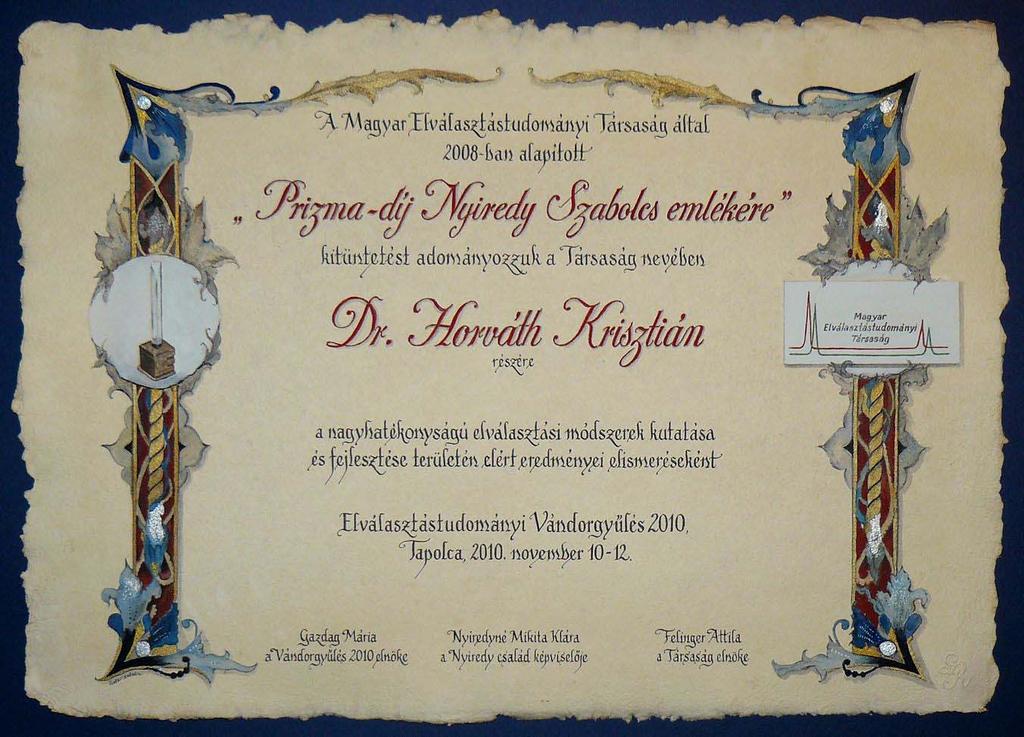 A Magyar Elválasztástudományi Társaság által
2008-ban alapított
„Prizma-díj Nyiredy Szabolcs emlékére”
kitüntetést adományozzuk a Társaság nevében
Dr. Horváth Krisztián
részére
a nagyhatékonyságú elválasztási módszerek kutatása
és fejlesztése területén elért eredményei elismeréseként
Elválasztástudományi Vándorgyűlés 2010,
Tapolca, 2010. november 10-12.
Gazdag Mária
a Vándorgyűlés 2010 elnöke
Nyiredyné Mikita Klára
a Nyiredy család képviselője
Felinger Attila
a Társaság elnöke
Magyar
Elválasztástudományi
Társaság